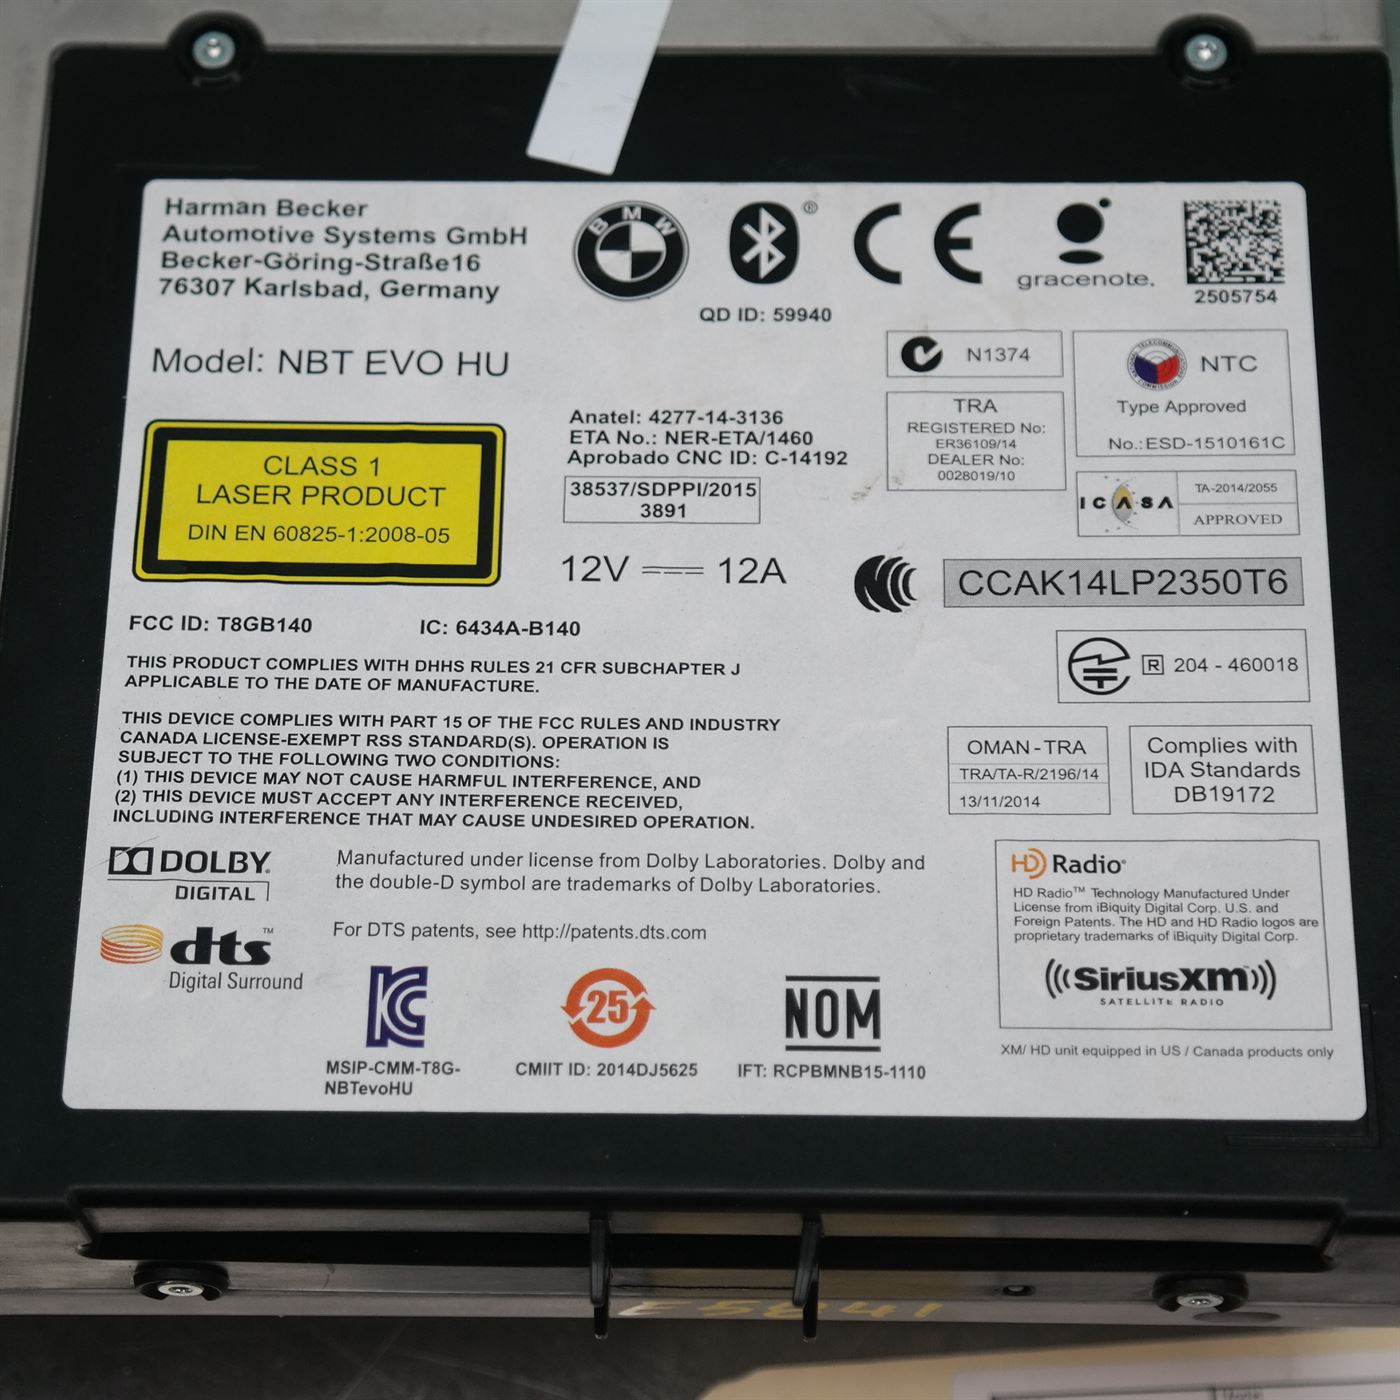 Harman Becker
Automotive Systems GmbH
Becker-Göring-Straße16
76307 Karlsbad, Germany
BMW
®
QD ID: 59940
CE
gracenote.
2505754
Model: NBT EVO HU
N1374
NTC
Type Approved
No.:ESD-1510161C
CLASS 1
LASER PRODUCT
DIN EN 60825-1:2008-05
Anatel: 4277-14-3136
ETA No.: NER-ETA/1460
Aprobado CNC ID: C-14192
38537/SDPPI/2015
3891
TRA
REGISTERED No:
ER36109/14
DEALER No:
0028019/10
ICASA
TA-2014/2055
APPROVED
12V 12A
CCAK14LP2350T6
FCC ID: T8GB140
IC: 6434A-B140
R 204 - 460018
THIS PRODUCT COMPLIES WITH DHHS RULES 21 CFR SUBCHAPTER J
APPLICABLE TO THE DATE OF MANUFACTURE.
THIS DEVICE COMPLIES WITH PART 15 OF THE FCC RULES AND INDUSTRY
CANADA LICENSE-EXEMPT RSS STANDARD(S). OPERATION IS
SUBJECT TO THE FOLLOWING TWO CONDITIONS:
(1) THIS DEVICE MAY NOT CAUSE HARMFUL INTERFERENCE, AND
(2) THIS DEVICE MUST ACCEPT ANY INTERFERENCE RECEIVED,
INCLUDING INTERFERENCE THAT MAY CAUSE UNDESIRED OPERATION.
OMAN - TRA
TRA/TA-R/2196/14
13/11/2014
Complies with
IDA Standards
DB19172
DOLBY.
DIGITAL
Manufactured under license from Dolby Laboratories. Dolby and
the double-D symbol are trademarks of Dolby Laboratories.
dts™
Digital Surround
For DTS patents, see http://patents.dts.com
HD Radio
HD Radio™ Technology Manufactured Under
License from iBiquity Digital Corp. U.S. and
Foreign Patents. The HD and HD Radio logos are
proprietary trademarks of iBiquity Digital Corp.
SiriusXM
SATELLITE RADIO
XM/ HD unit equipped in US / Canada products only
KC
MSIP-CMM-T8G-
NBTevoHU
25
CMIIT ID: 2014DJ5625
NOM
IFT: RCPBMNB15-1110